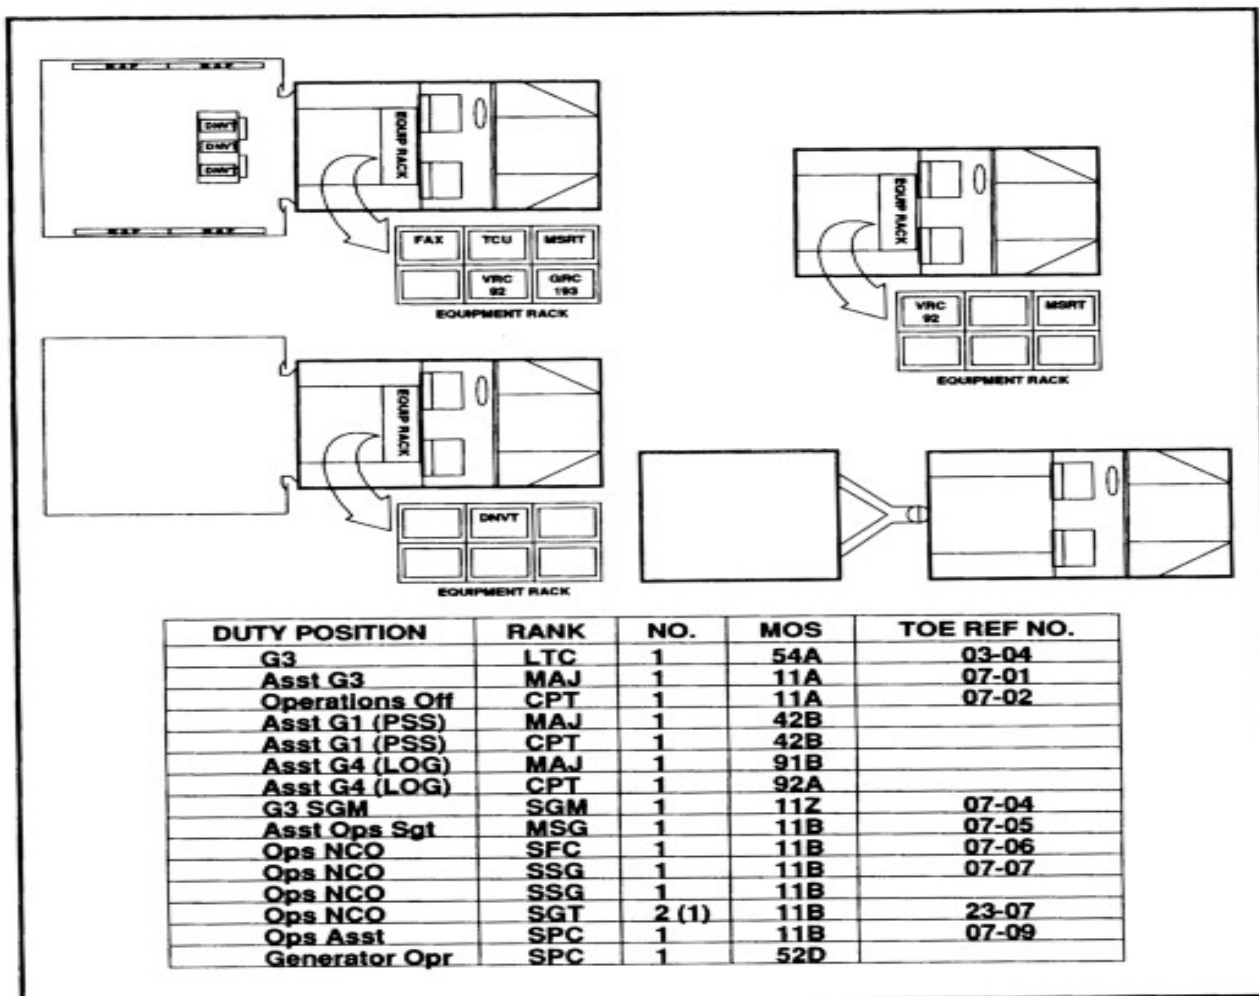 MAP MAP
DNVT
DNVT
DNVT
MAP MAP
EQUIP RACK
FAX TCU MSRT
VRC 92 GRC 193
EQUIPMENT RACK
EQUIP RACK
VRC 92 MSRT
EQUIPMENT RACK
EQUIP RACK
DNVT
EQUIPMENT RACK
DUTY POSITION RANK NO. MOS TOE REF NO.
G3 LTC 1 54A 03-04
Asst G3 MAJ 1 11A 07-01
Operations Off CPT 1 11A 07-02
Asst G1 (PSS) MAJ 1 42B
Asst G1 (PSS) CPT 1 42B
Asst G4 (LOG) MAJ 1 91B
Asst G4 (LOG) CPT 1 92A
G3 SGM SGM 1 11Z 07-04
Asst Ops Sgt MSG 1 11B 07-05
Ops NCO SFC 1 11B 07-06
Ops NCO SSG 1 11B 07-07
Ops NCO SSG 1 11B
Ops NCO SGT 2 (1) 11B 23-07
Ops Asst SPC 1 11B 07-09
Generator Opr SPC 1 52D